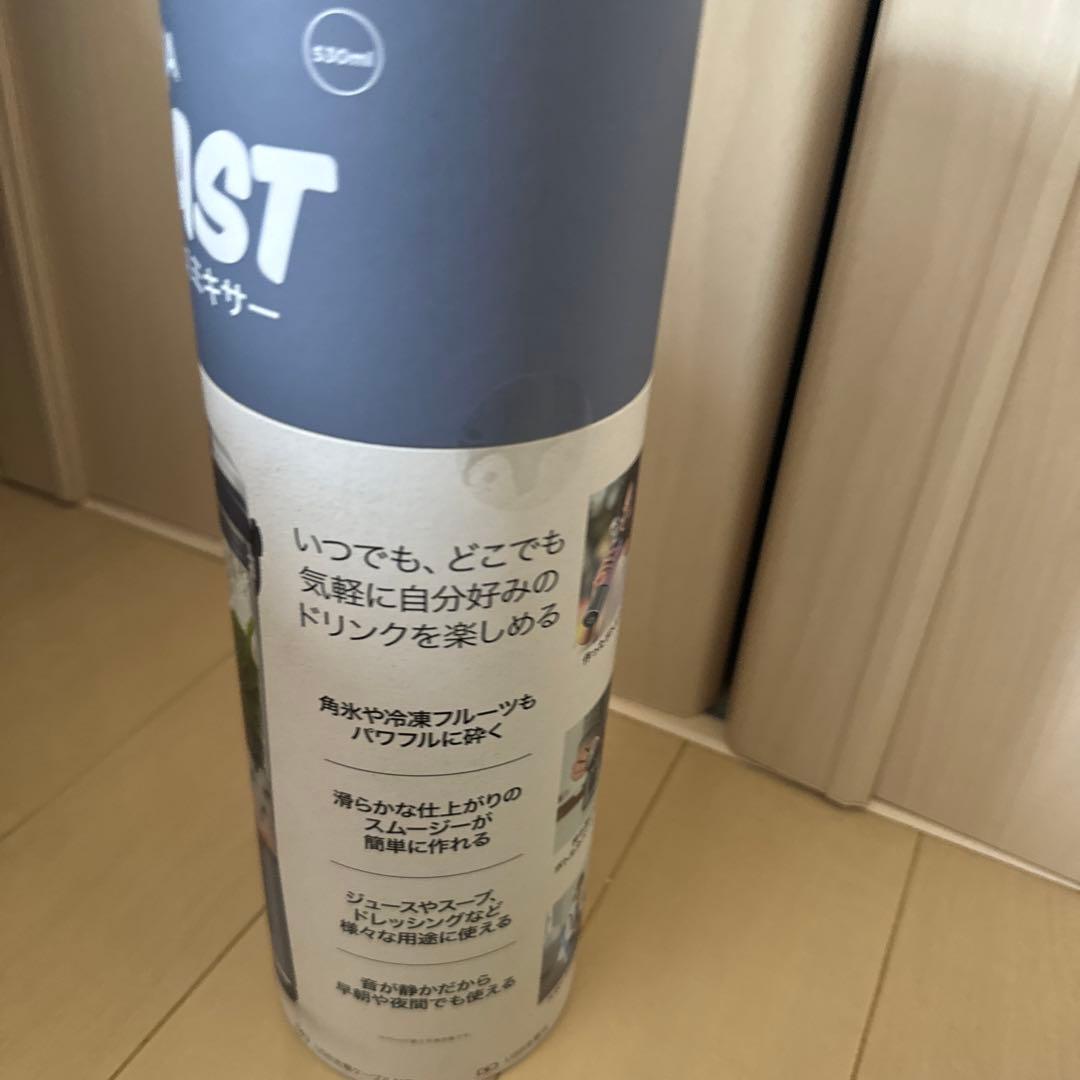 530ml
A
AST
ミキサー
いつでも、どこでも
気軽に自分好みの
ドリンクを楽しめる
角氷や冷凍フルーツも
パワフルに砕く
滑らかな仕上がりの
スムージーが
簡単に作れる
ジュースやスープ、
ドレッシングなど
様々な用途に使える
音が静かだから
早朝や夜間でも使える